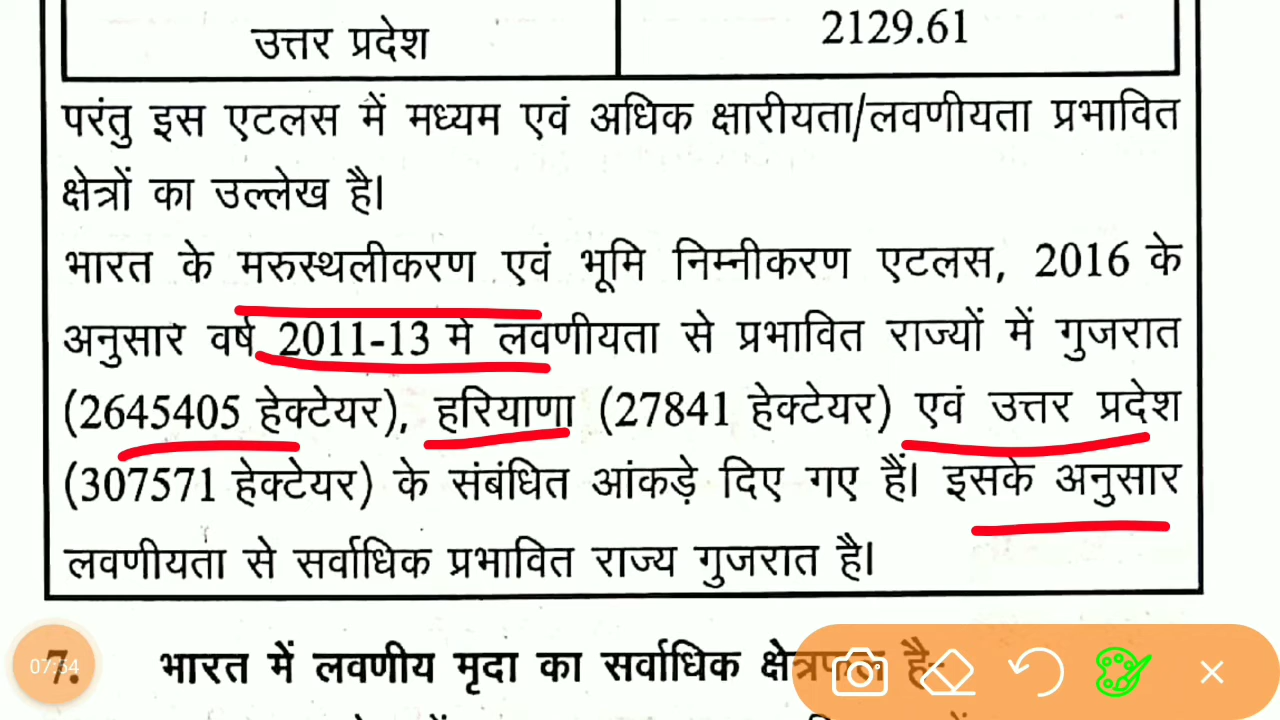 उत्तर प्रदेश 2129.61
परंतु इस एटलस में मध्यम एवं अधिक क्षारीयता/लवणीयता प्रभावित
क्षेत्रों का उल्लेख है।
भारत के मरुस्थलीकरण एवं भूमि निम्नीकरण एटलस, 2016 के
अनुसार वर्ष 2011-13 मे लवणीयता से प्रभावित राज्यों में गुजरात
(2645405 हेक्टेयर), हरियाणा (27841 हेक्टेयर) एवं उत्तर प्रदेश
(307571 हेक्टेयर) के संबंधित आंकड़े दिए गए हैं। इसके अनुसार
लवणीयता से सर्वाधिक प्रभावित राज्य गुजरात है।
7. भारत में लवणीय मृदा का सर्वाधिक क्षेत्रफल है-